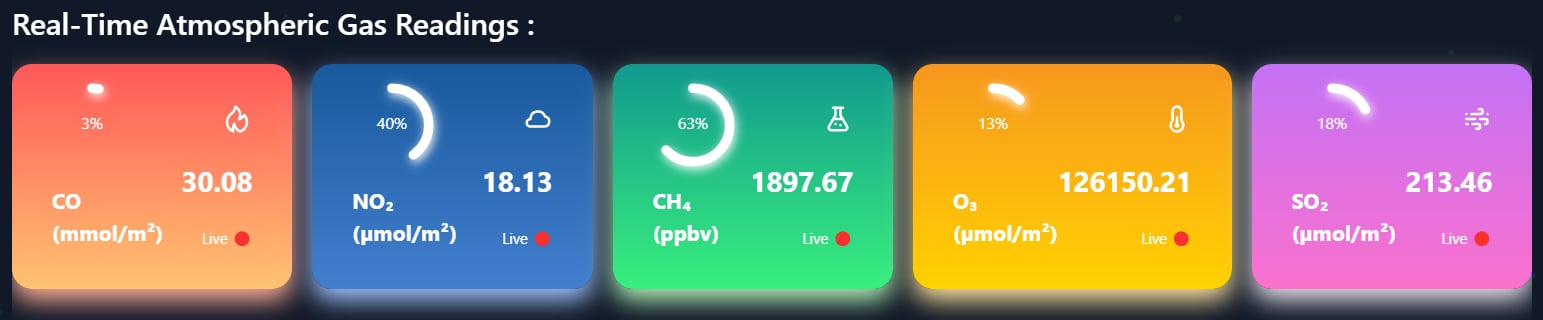 Real-Time Atmospheric Gas Readings :
3%
30.08
CO
(mmol/m²)
Live
40%
18.13
NO₂
(μmol/m²)
Live
63%
1897.67
CH₄
(ppbv)
Live
13%
126150.21
O₃
(μmol/m²)
Live
18%
213.46
SO₂
(μmol/m²)
Live